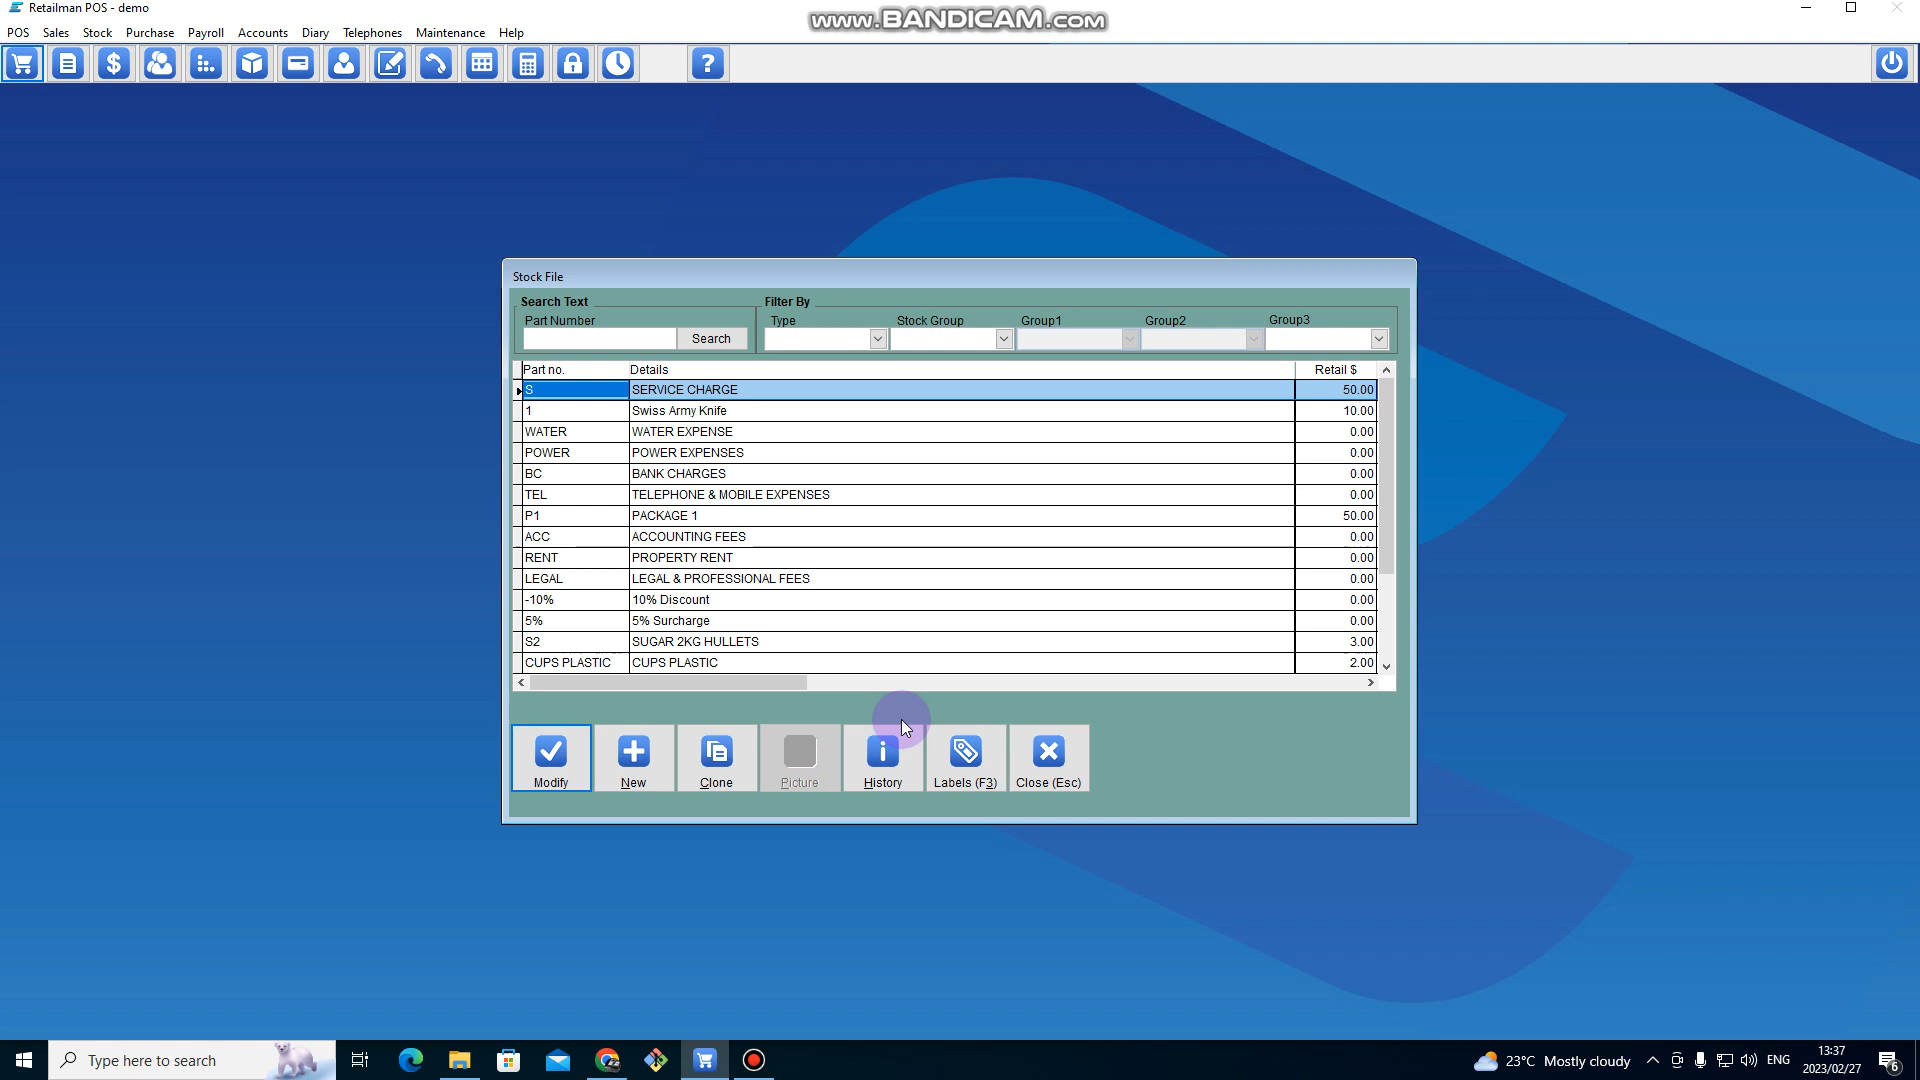 Retailman POS - demo
www.BANDICAM.com
POS Sales Stock Purchase Payroll Accounts Diary Telephones Maintenance Help
Stock File
Search Text Filter By
Part Number Type Stock Group Group1 Group2 Group3
Search
Part no. Details Retail $
S SERVICE CHARGE 50.00
1 Swiss Army Knife 10.00
WATER WATER EXPENSE 0.00
POWER POWER EXPENSES 0.00
BC BANK CHARGES 0.00
TEL TELEPHONE & MOBILE EXPENSES 0.00
P1 PACKAGE 1 50.00
ACC ACCOUNTING FEES 0.00
RENT PROPERTY RENT 0.00
LEGAL LEGAL & PROFESSIONAL FEES 0.00
-10% 10% Discount 0.00
5% 5% Surcharge 0.00
S2 SUGAR 2KG HULLETS 3.00
CUPS PLASTIC CUPS PLASTIC 2.00
Modify New Clone Picture History Labels (F3) Close (Esc)
Type here to search
23°C Mostly cloudy
ENG
13:37
2023/02/27
6